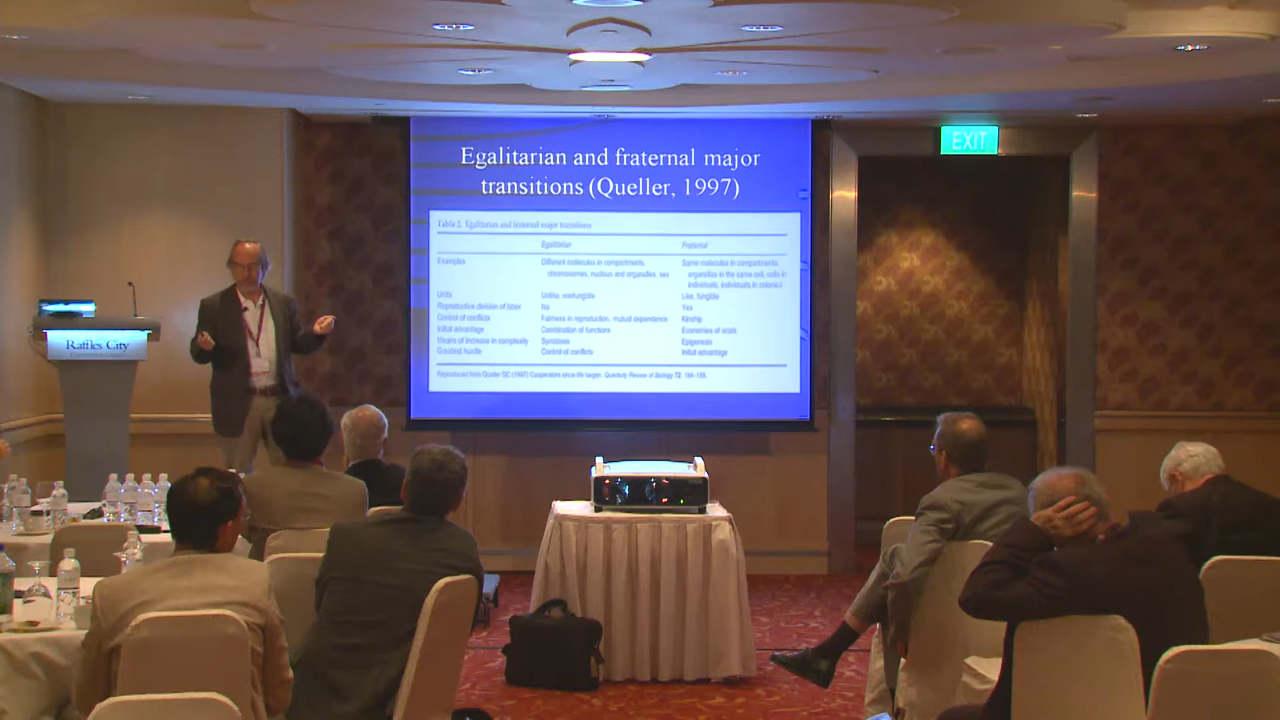 EXIT
Egalitarian and fraternal major
transitions (Queller, 1997)
Table 2. Egalitarian and fraternal major transitions
Egalitarian Fraternal
Examples Different molecules in compartments, Same molecules in compartments,
chromosomes, nucleus and organelles, sex organelles in the same cell, cells in
individuals, individuals in colonies
Units Unlike, nonfungible Like, fungible
Reproductive division of labor No Yes
Control of conflicts Fairness in reproduction, mutual dependence Kinship
Initial advantage Combination of functions Economies of scale
Means of increase in complexity Symbiosis Epigenesis
Greatest hurdle Control of conflicts Initial advantage
Reproduced from Queller DC (1997) Cooperators since life began. Quarterly Review of Biology 72: 184–188.
Raffles City